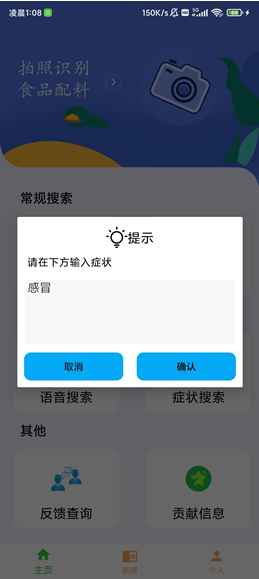 凌晨1:08
150K/s
5G
拍照识别
食品配料
常规搜索
提示
请在下方输入症状
感冒
取消
确认
语音搜索
症状搜索
其他
反馈查询
贡献信息
主页
新闻
个人